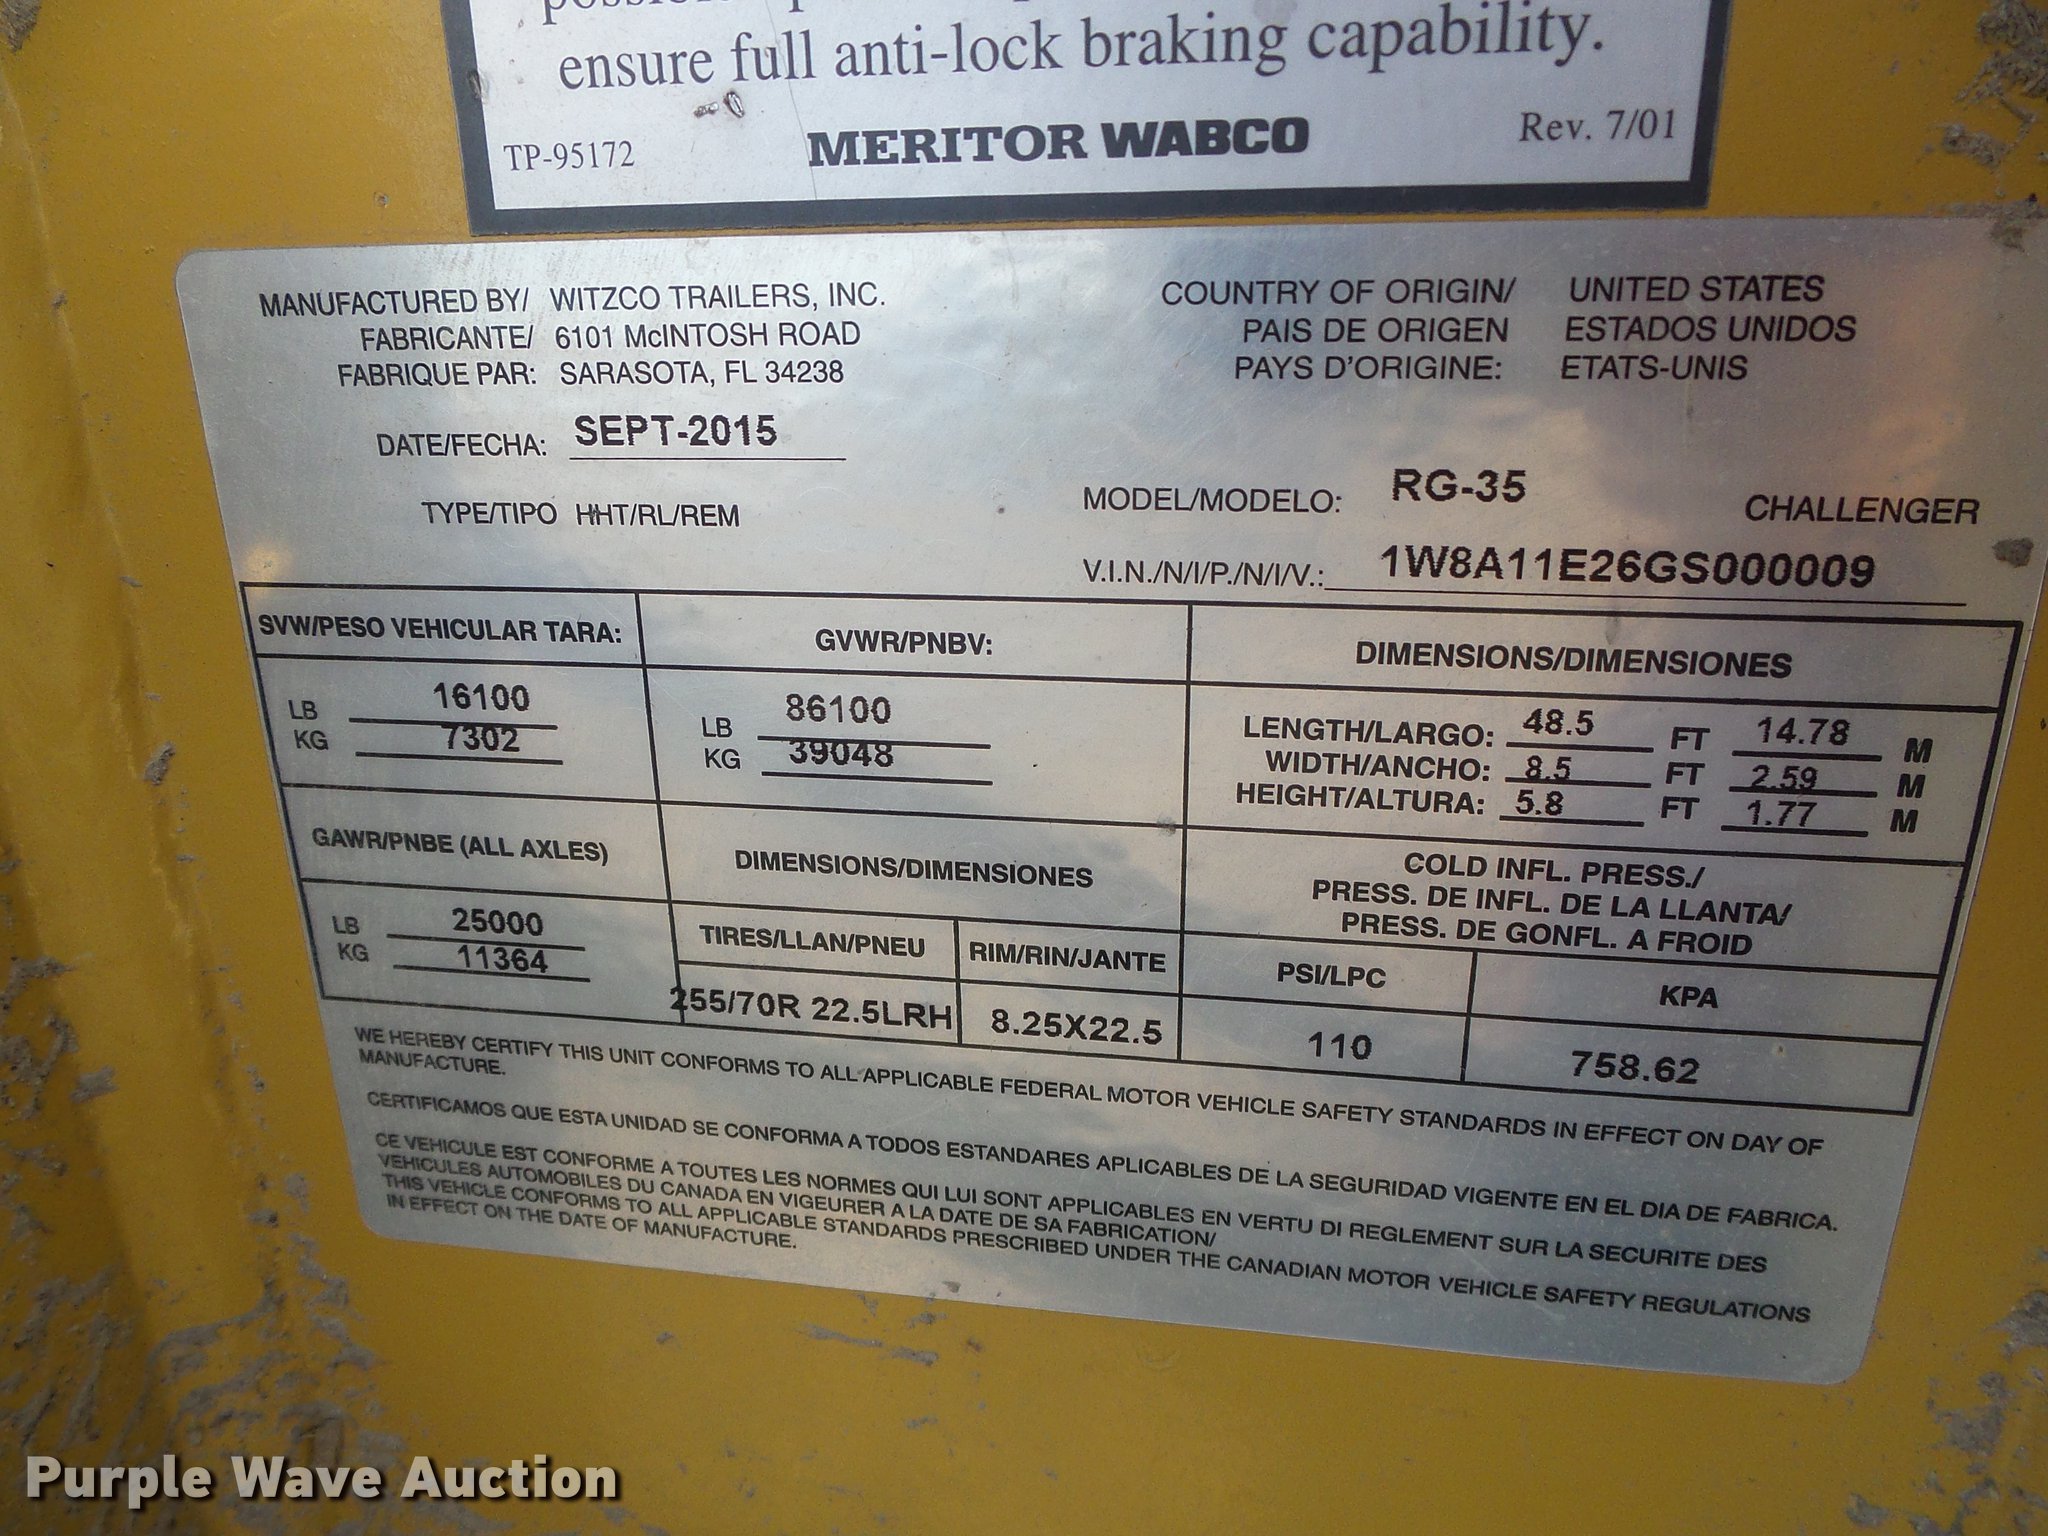 ensure full anti-lock braking capability.
TP-95172 MERITOR WABCO Rev. 7/01
MANUFACTURED BY/ WITZCO TRAILERS, INC.
FABRICANTE/ 6101 McINTOSH ROAD
FABRIQUE PAR: SARASOTA, FL 34238
COUNTRY OF ORIGIN/ UNITED STATES
PAIS DE ORIGEN ESTADOS UNIDOS
PAYS D'ORIGINE: ETATS-UNIS
DATE/FECHA: SEPT-2015
TYPE/TIPO HHT/RL/REM
MODEL/MODELO: RG-35 CHALLENGER
V.I.N./N/I/P./N/I/V.: 1W8A11E26GS000009
SVW/PESO VEHICULAR TARA:
LB 16100
KG 7302
GVWR/PNBV:
LB 86100
KG 39048
DIMENSIONS/DIMENSIONES
LENGTH/LARGO: 48.5 FT 14.78 M
WIDTH/ANCHO: 8.5 FT 2.59 M
HEIGHT/ALTURA: 5.8 FT 1.77 M
GAWR/PNBE (ALL AXLES)
LB 25000
KG 11364
DIMENSIONS/DIMENSIONES
TIRES/LLAN/PNEU RIM/RIN/JANTE
255/70R 22.5LRH 8.25X22.5
COLD INFL. PRESS./
PRESS. DE INFL. DE LA LLANTA/
PRESS. DE GONFL. A FROID
PSI/LPC KPA
110 758.62
WE HEREBY CERTIFY THIS UNIT CONFORMS TO ALL APPLICABLE FEDERAL MOTOR VEHICLE SAFETY STANDARDS IN EFFECT ON DAY OF
MANUFACTURE.
CERTIFICAMOS QUE ESTA UNIDAD SE CONFORMA A TODOS ESTANDARES APLICABLES DE LA SEGURIDAD VIGENTE EN EL DIA DE FABRICA.
CE VEHICULE EST CONFORME A TOUTES LES NORMES QUI LUI SONT APPLICABLES EN VERTU DI REGLEMENT SUR LA SECURITE DES
VEHICULES AUTOMOBILES DU CANADA EN VIGEURER A LA DATE DE SA FABRICATION/
THIS VEHICLE CONFORMS TO ALL APPLICABLE STANDARDS PRESCRIBED UNDER THE CANADIAN MOTOR VEHICLE SAFETY REGULATIONS
IN EFFECT ON THE DATE OF MANUFACTURE.
Purple Wave Auction